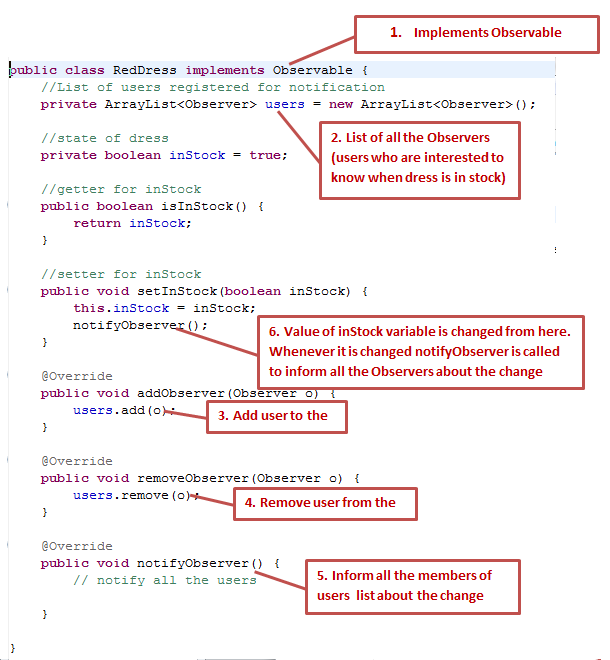 1. Implements Observable
public class RedDress implements Observable {
//List of users registered for notification
private ArrayList<Observer> users = new ArrayList<Observer>();
2. List of all the Observers
(users who are interested to
know when dress is in stock)
//state of dress
private boolean inStock = true;
//getter for inStock
public boolean isInStock() {
return inStock;
}
//setter for inStock
public void setInStock(boolean inStock) {
this.inStock = inStock;
notifyObserver();
}
6. Value of inStock variable is changed from here.
Whenever it is changed notifyObserver is called
to inform all the Observers about the change
@Override
public void addObserver(Observer o) {
users.add(o);
}
3. Add user to the
@Override
public void removeObserver(Observer o) {
users.remove(o);
}
4. Remove user from the
@Override
public void notifyObserver() {
// notify all the users
}
5. Inform all the members of
users list about the change
}